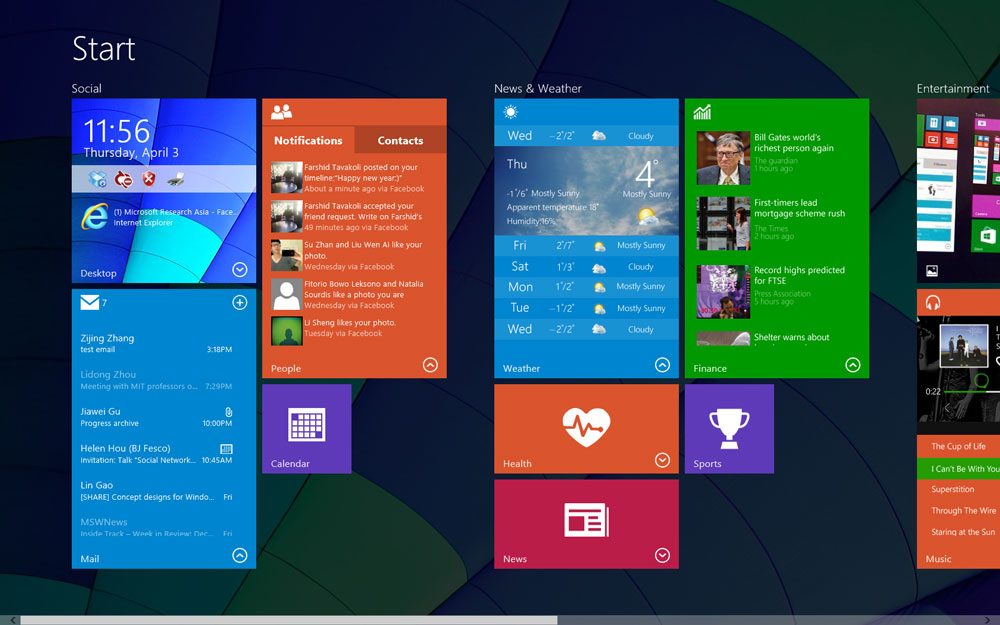 Start
Social
11:56
Thursday, April 3
(1) Microsoft Research Asia - Face...
Internet Explorer
Desktop
7
Zijing Zhang
test email 3:18PM
Lidong Zhou
Meeting with MIT professors o... 7:29PM
Jiawei Gu
Progress archive 10:00PM
Helen Hou (BJ Fesco)
Invitation: Talk "Social Network... 10:45AM
Lin Gao
[SHARE] Concept designs for Windo... Fri
MSWNews
Inside Track – Week in Review: Dec... Fri
Mail
Notifications Contacts
Farshid Tavakoli posted on your
timeline:"Happy new year:)"
About a minute ago via Facebook
Farshid Tavakoli accepted your
friend request. Write on Farshid's
49 minutes ago via Facebook
Su Zhan and Liu Wen Ai like your
photo.
Wednesday via Facebook
Fitorio Bowo Leksono and Natalia
Sourdis like a photo you are
Wednesday via Facebook
Li Sheng likes your photo.
Tuesday via Facebook
People
Calendar
News & Weather
Wed -2˚/2˚ Cloudy
Thu
4˚
-1˚/6˚ Mostly Sunny
Mostly Sunny
Apparent temperature 18˚
Humidity16%
Fri 2˚/7˚ Mostly Sunny
Sat 1˚/3˚ Cloudy
Mon 1˚/2˚ Mostly Sunny
Tue -1˚/2˚ Mostly Sunny
Wed -2˚/2˚ Cloudy
Weather
Bill Gates world's
richest person again
The guardian
1 hours ago
First-timers lead
mortgage scheme rush
The Times
2 hours ago
Record highs predicted
for FTSE
Press Association
5 hours ago
Shelter warns about
Finance
Health
Sports
News
Entertainment
Tools
0:22
The Cup of Life
I Can't Be With You
Superstition
Through The Wire
Staring at the Sun
Music